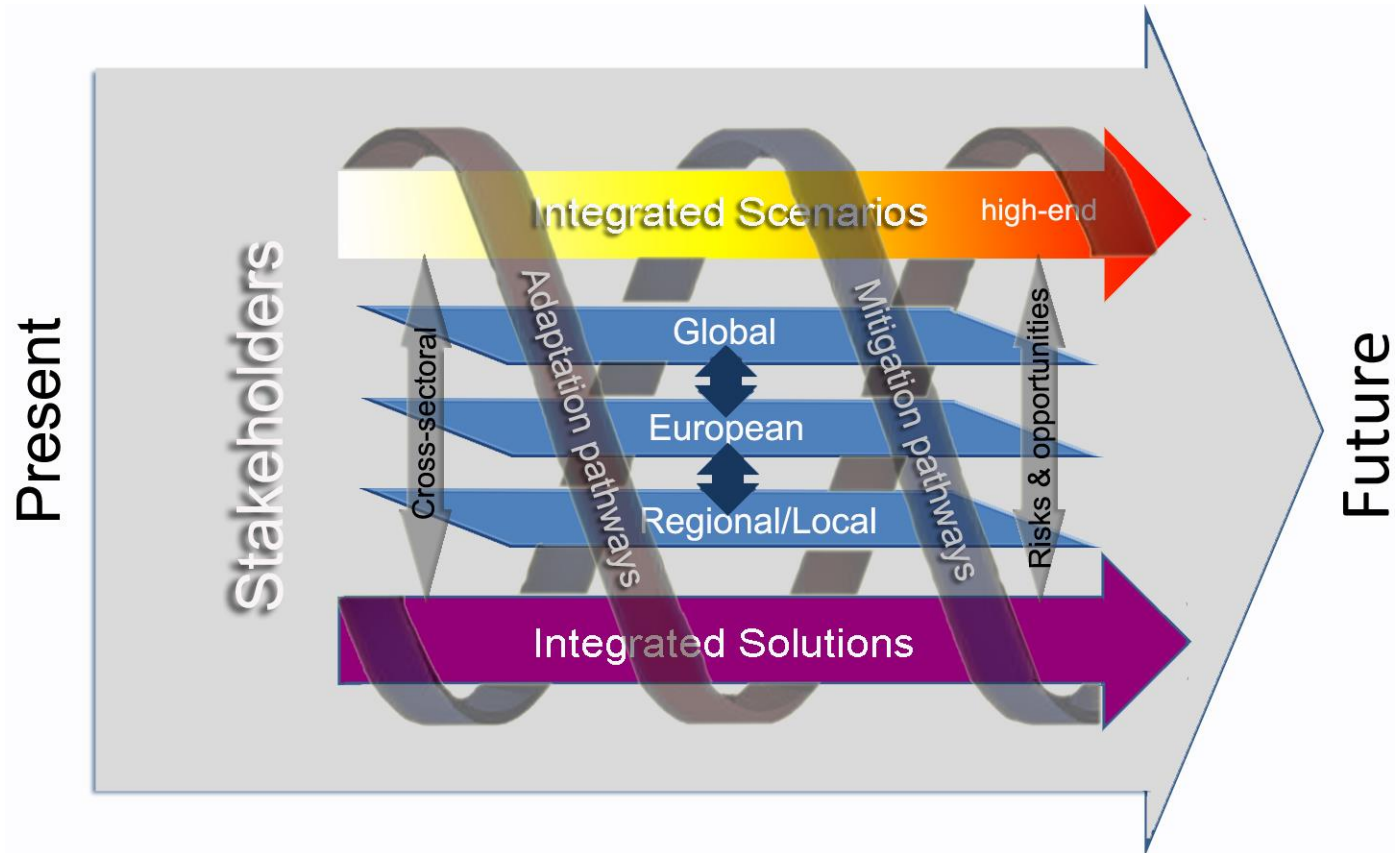 Present
Stakeholders
Integrated Scenarios
high-end
Cross-sectoral
Adaptation pathways
Mitigation pathways
Risks & opportunities
Global
European
Regional/Local
Integrated Solutions
Future